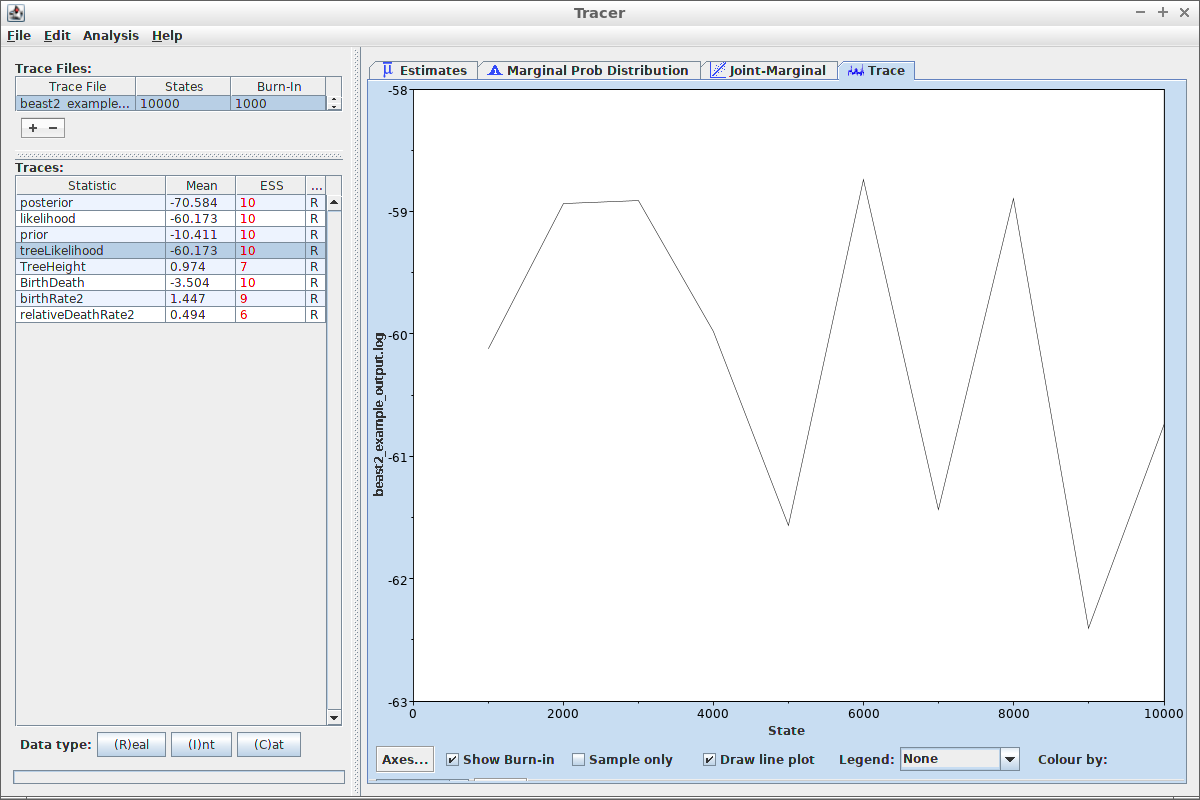 Tracer
File Edit Analysis Help
Trace Files:
Trace File States Burn-In
beast2_example... 10000 1000
+ −
Traces:
Statistic Mean ESS ...
posterior -70.584 10 R
likelihood -60.173 10 R
prior -10.411 10 R
treeLikelihood -60.173 10 R
TreeHeight 0.974 7 R
BirthDeath -3.504 10 R
birthRate2 1.447 9 R
relativeDeathRate2 0.494 6 R
Data type: (R)eal (I)nt (C)at
μ Estimates Marginal Prob Distribution Joint-Marginal Trace
-58
-59
-60
-61
-62
-63
beast2_example_output.log
0 2000 4000 6000 8000 10000
State
Axes... Show Burn-in Sample only Draw line plot Legend: None Colour by: